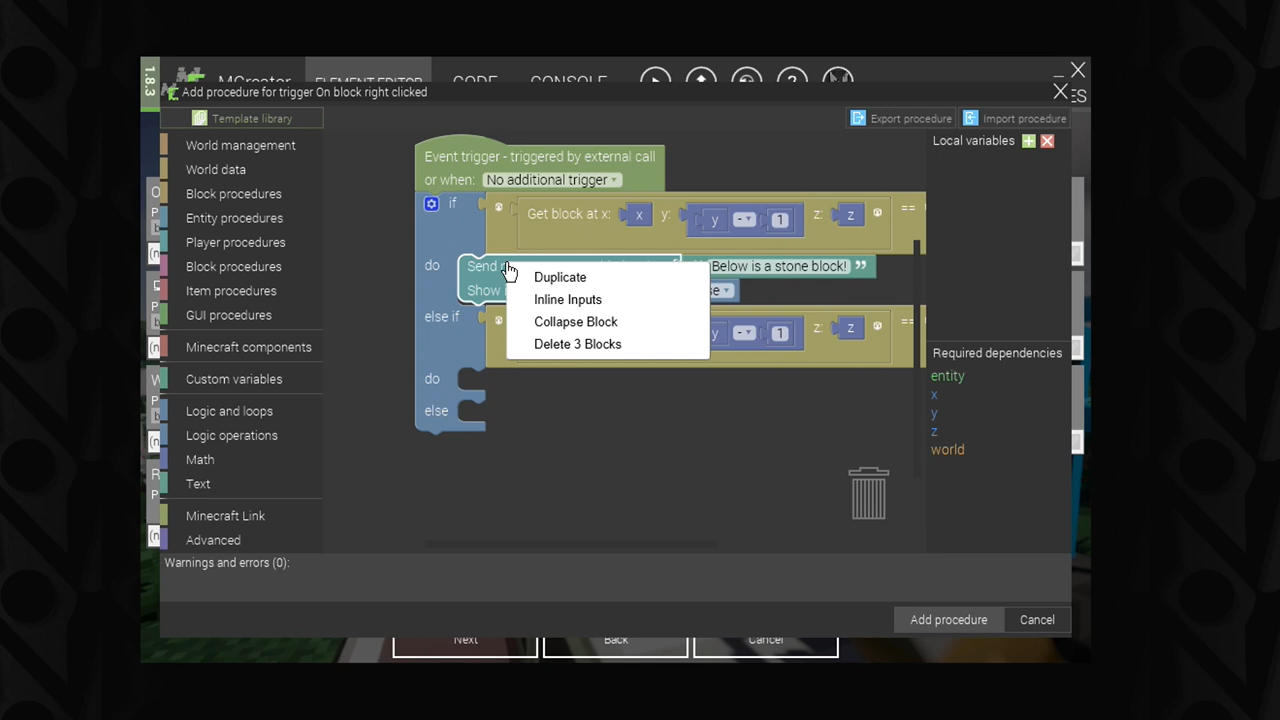 1.8.3
MCreator ELEMENT EDITOR CODE CONSOLE
Add procedure for trigger On block right clicked
ES
Template library
Export procedure
Import procedure
World management
World data
Block procedures
Entity procedures
Player procedures
Block procedures
Item procedures
GUI procedures
Minecraft components
Custom variables
Logic and loops
Logic operations
Math
Text
Minecraft Link
Advanced
Event trigger - triggered by external call
or when: No additional trigger
if Get block at x: x y: y - 1 z: z ==
do Send Below is a stone block! ”
Show
else if y - 1 z: z ==
do
else
Duplicate
Inline Inputs
Collapse Block
Delete 3 Blocks
Local variables
Required dependencies
entity
x
y
z
world
Warnings and errors (0):
Add procedure Cancel
Next Back Cancel